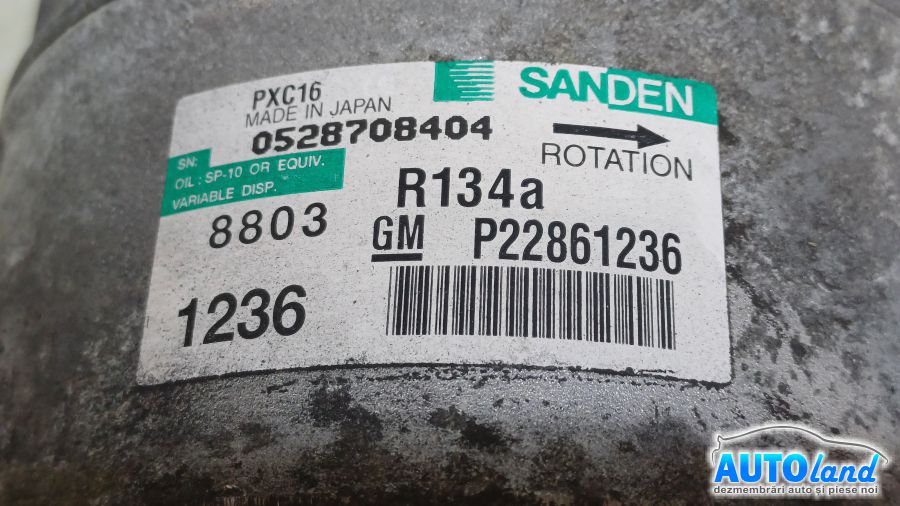 SANDEN
PXC16
MADE IN JAPAN
SN: 0528708404
ROTATION
OIL : SP-10 OR EQUIV.
VARIABLE DISP.
R134a
8803
GM P22861236
1236
AUTOland
dezmembrări auto și piese noi